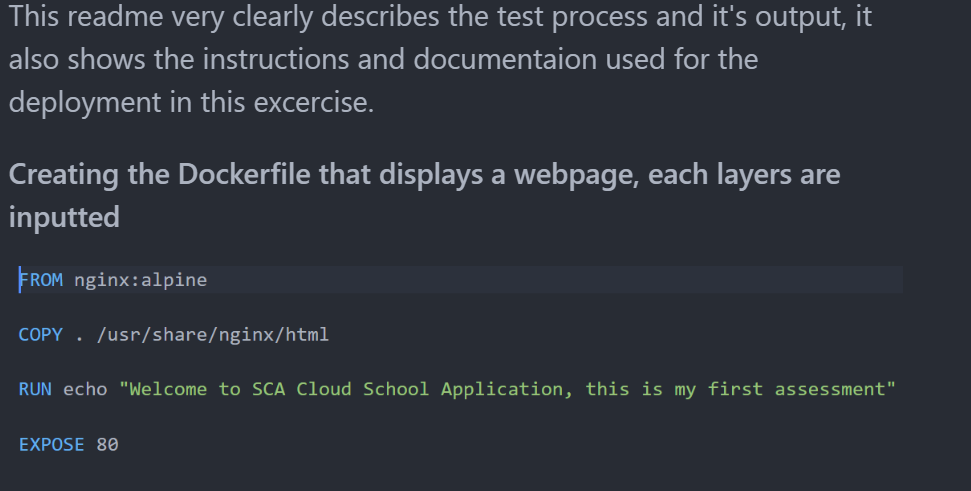 This readme very clearly describes the test process and it's output, it
also shows the instructions and documentaion used for the
deployment in this excercise.
Creating the Dockerfile that displays a webpage, each layers are
inputted
FROM nginx:alpine
COPY . /usr/share/nginx/html
RUN echo "Welcome to SCA Cloud School Application, this is my first assessment"
EXPOSE 80